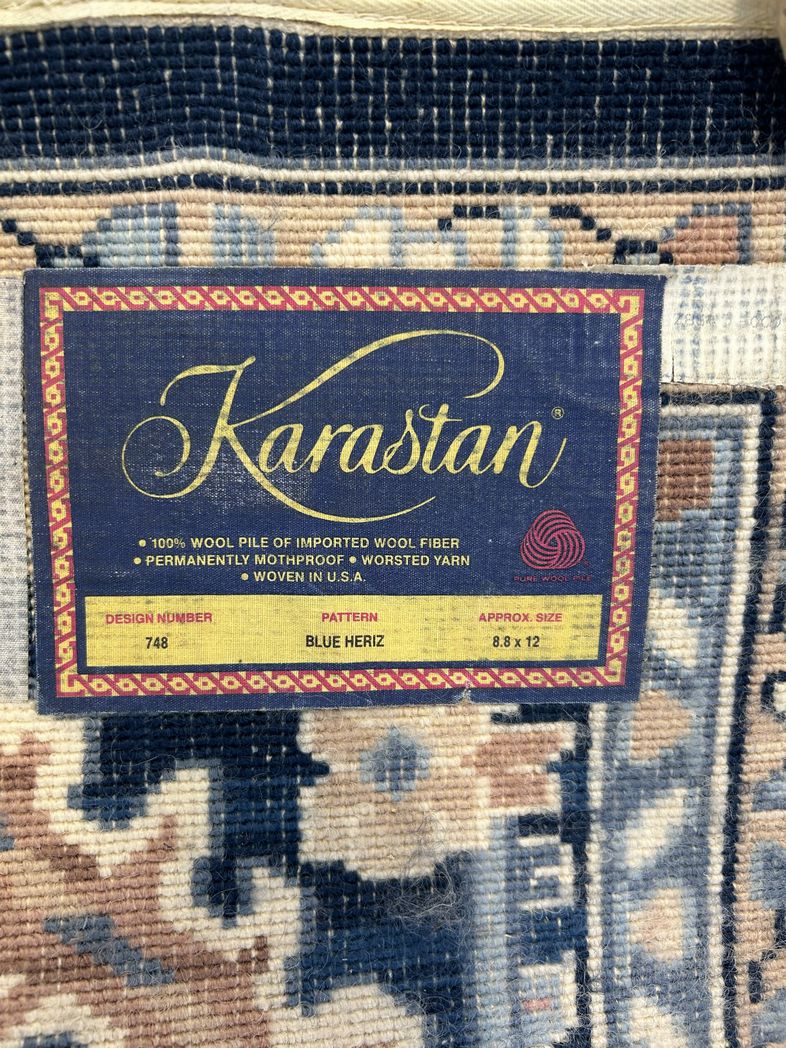 Karastan®
• 100% WOOL PILE OF IMPORTED WOOL FIBER
• PERMANENTLY MOTHPROOF • WORSTED YARN
• WOVEN IN U.S.A.
PURE WOOL PILE
DESIGN NUMBER PATTERN APPROX. SIZE
748 BLUE HERIZ 8.8 x 12